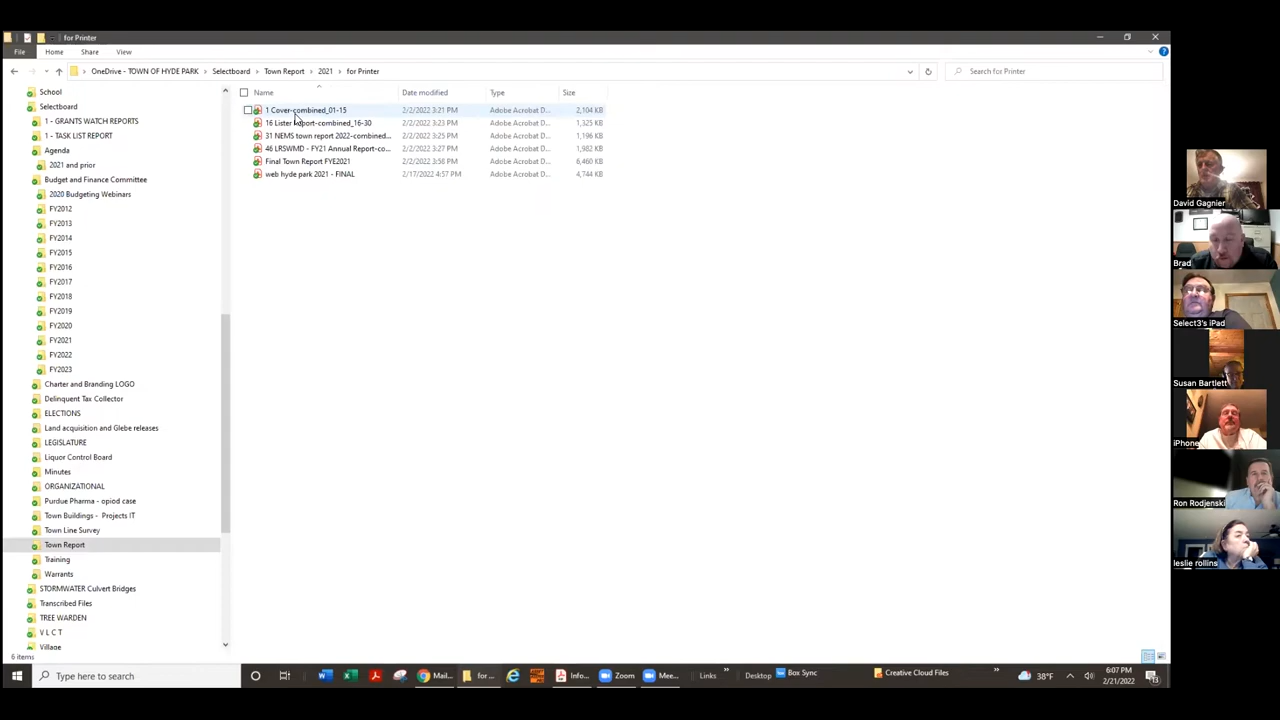 for Printer
File Home Share View
OneDrive - TOWN OF HYDE PARK > Selectboard > Town Report > 2021 > for Printer
Search for Printer
Name Date modified Type Size
1 Cover-combined_01-15 2/2/2022 3:21 PM Adobe Acrobat D... 2,104 KB
16 Lister Report-combined_16-30 2/2/2022 3:23 PM Adobe Acrobat D... 1,325 KB
31 NEMS town report 2022-combined... 2/2/2022 3:25 PM Adobe Acrobat D... 1,196 KB
46 LRSWMD - FY21 Annual Report-co... 2/2/2022 3:27 PM Adobe Acrobat D... 1,982 KB
Final Town Report FYE2021 2/2/2022 3:56 PM Adobe Acrobat D... 6,460 KB
web hyde park 2021 - FINAL 2/17/2022 4:57 PM Adobe Acrobat D... 4,744 KB
School
Selectboard
1 - GRANTS WATCH REPORTS
1 - TASK LIST REPORT
Agenda
2021 and prior
Budget and Finance Committee
2020 Budgeting Webinars
FY2012
FY2013
FY2014
FY2015
FY2016
FY2017
FY2018
FY2019
FY2020
FY2021
FY2022
FY2023
Charter and Branding LOGO
Delinquent Tax Collector
ELECTIONS
Land acquisition and Glebe releases
LEGISLATURE
Liquor Control Board
Minutes
ORGANIZATIONAL
Purdue Pharma - opiod case
Town Buildings - Projects IT
Town Line Survey
Town Report
Training
Warrants
STORMWATER Culvert Bridges
Transcribed Files
TREE WARDEN
V L C T
Village
6 items
David Gagnier
Brad
Select3's iPad
Susan Bartlett
iPhone
Ron Rodjenski
leslie rollins
Type here to search
Mail...
for ...
Info...
Zoom
Mee...
Links
Desktop
Box Sync
Creative Cloud Files
38°F
6:07 PM
2/21/2022